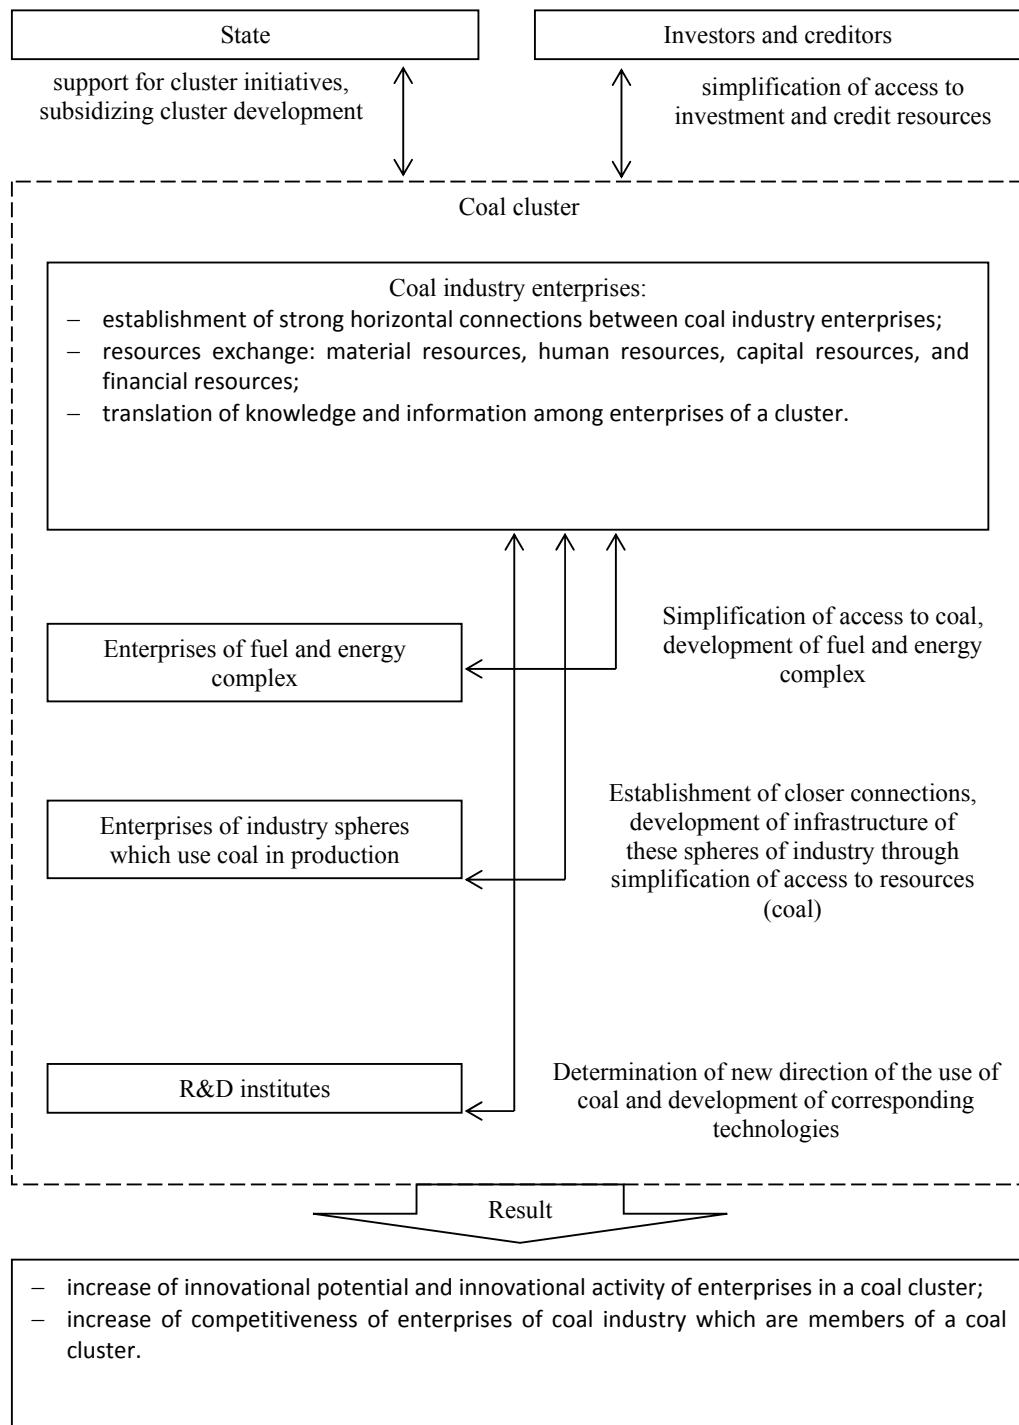 State
Investors and creditors
support for cluster initiatives,
subsidizing cluster development
simplification of access to
investment and credit resources
Coal cluster
Coal industry enterprises:
– establishment of strong horizontal connections between coal industry enterprises;
– resources exchange: material resources, human resources, capital resources, and
financial resources;
– translation of knowledge and information among enterprises of a cluster.
Enterprises of fuel and energy
complex
Simplification of access to coal,
development of fuel and energy
complex
Enterprises of industry spheres
which use coal in production
Establishment of closer connections,
development of infrastructure of
these spheres of industry through
simplification of access to resources
(coal)
R&D institutes
Determination of new direction of the use of
coal and development of corresponding
technologies
Result
– increase of innovational potential and innovational activity of enterprises in a coal cluster;
– increase of competitiveness of enterprises of coal industry which are members of a coal
cluster.